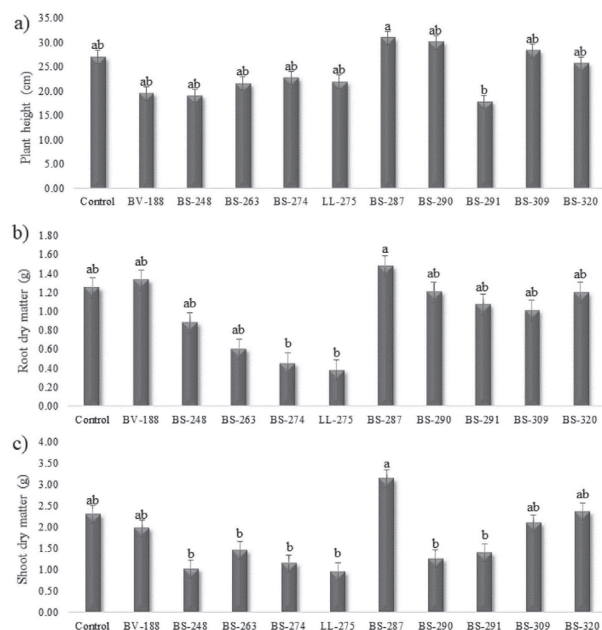 a)
Plant height (cm)
35.00
30.00
25.00
20.00
15.00
10.00
5.00
0.00
ab ab ab ab ab ab a ab b ab ab
Control BV-188 BS-248 BS-263 BS-274 LL-275 BS-287 BS-290 BS-291 BS-309 BS-320
b)
Root dry matter (g)
1.80
1.60
1.40
1.20
1.00
0.80
0.60
0.40
0.20
0.00
ab ab ab ab b b a ab ab ab ab
Control BV-188 BS-248 BS-263 BS-274 LL-275 BS-287 BS-290 BS-291 BS-309 BS-320
c)
Shoot dry matter (g)
4.00
3.50
3.00
2.50
2.00
1.50
1.00
0.50
0.00
ab ab b b b b a b b ab ab
Control BV-188 BS-248 BS-263 BS-274 LL-275 BS-287 BS-290 BS-291 BS-309 BS-320